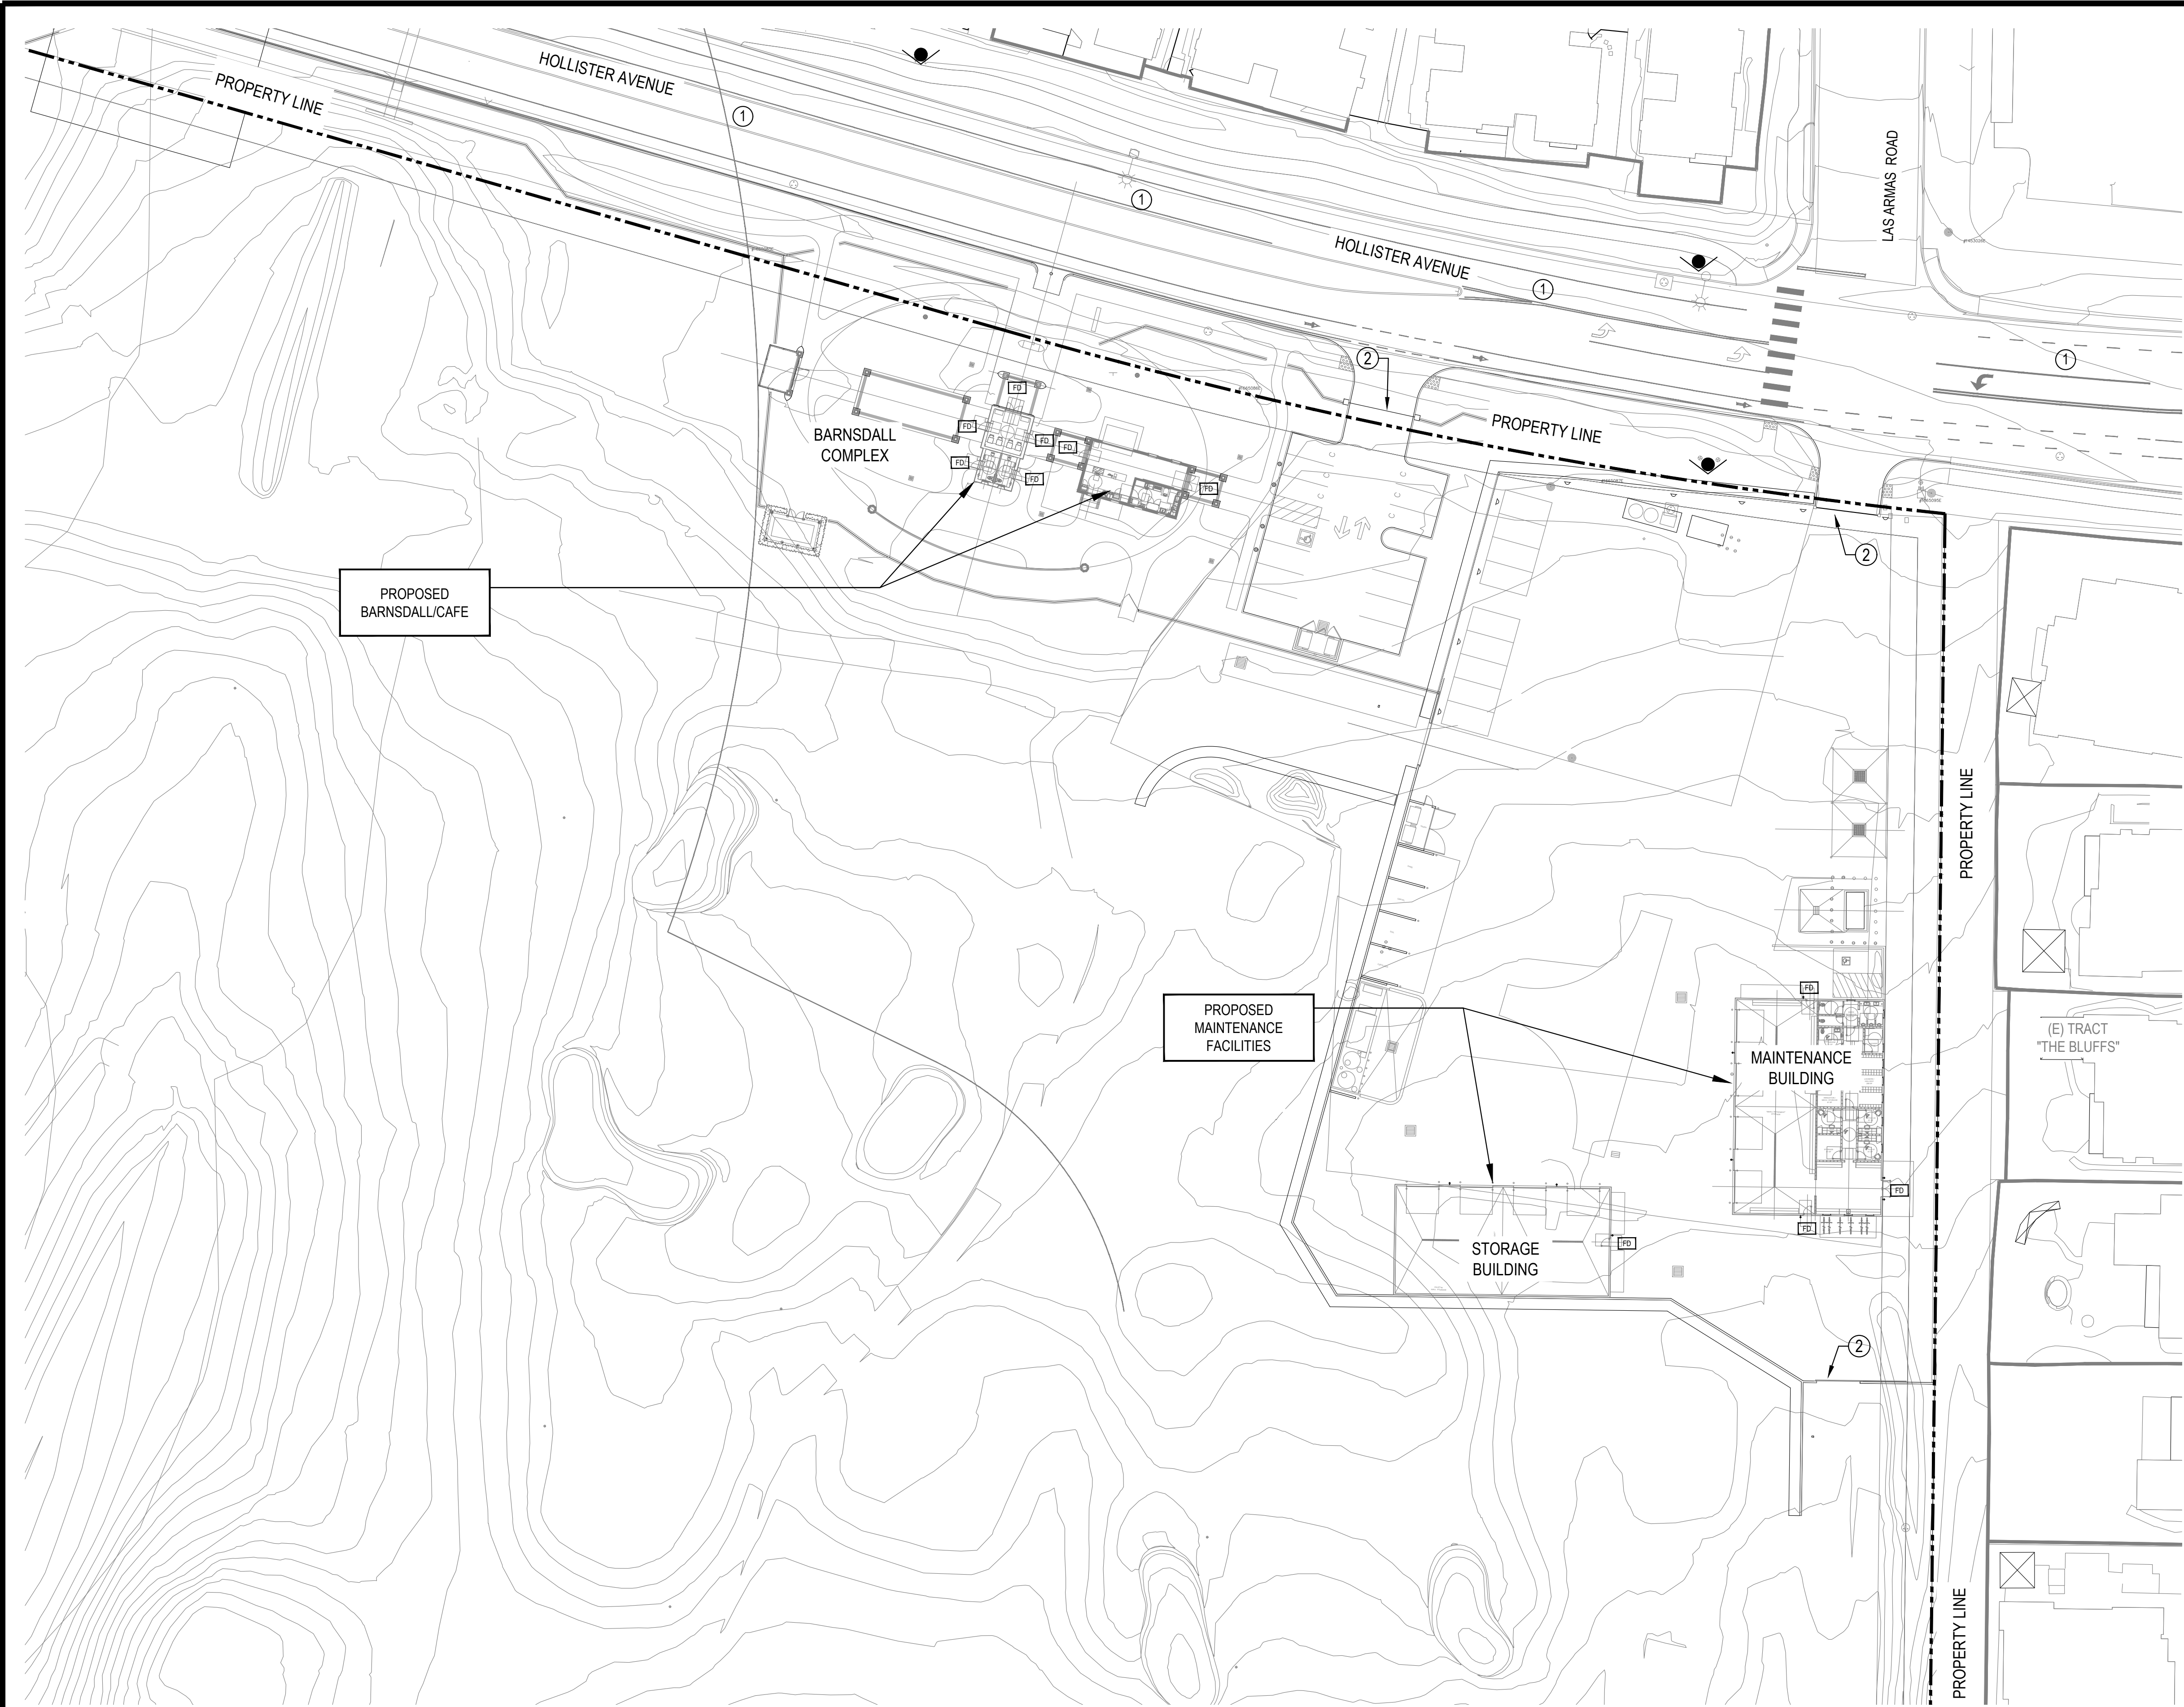 PROPERTY LINE
HOLLISTER AVENUE
1
1
HOLLISTER AVENUE
1
LAS ARMAS ROAD
1
2
PROPERTY LINE
2
BARNSDALL
COMPLEX
FD
FD
FD
FD
FD
FD
FD
PROPOSED
BARNSDALL/CAFE
PROPERTY LINE
PROPOSED
MAINTENANCE
FACILITIES
FD
MAINTENANCE
BUILDING
(E) TRACT
"THE BLUFFS"
FD
FD
STORAGE
BUILDING
FD
2
PROPERTY LINE